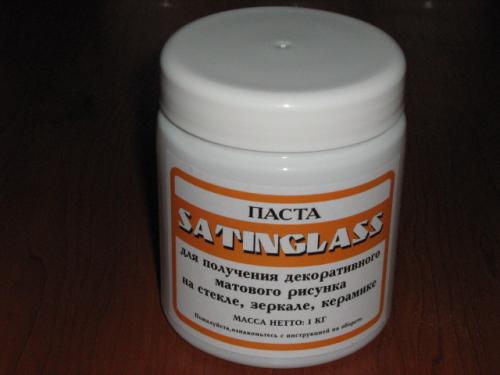 ПАСТА
SATINGLASS
для получения декоративного
матового рисунка
на стекле, зеркале, керамике
МАССА НЕТТО: 1 КГ
Пожалуйста,ознакомьтесь с инструкцией на обороте